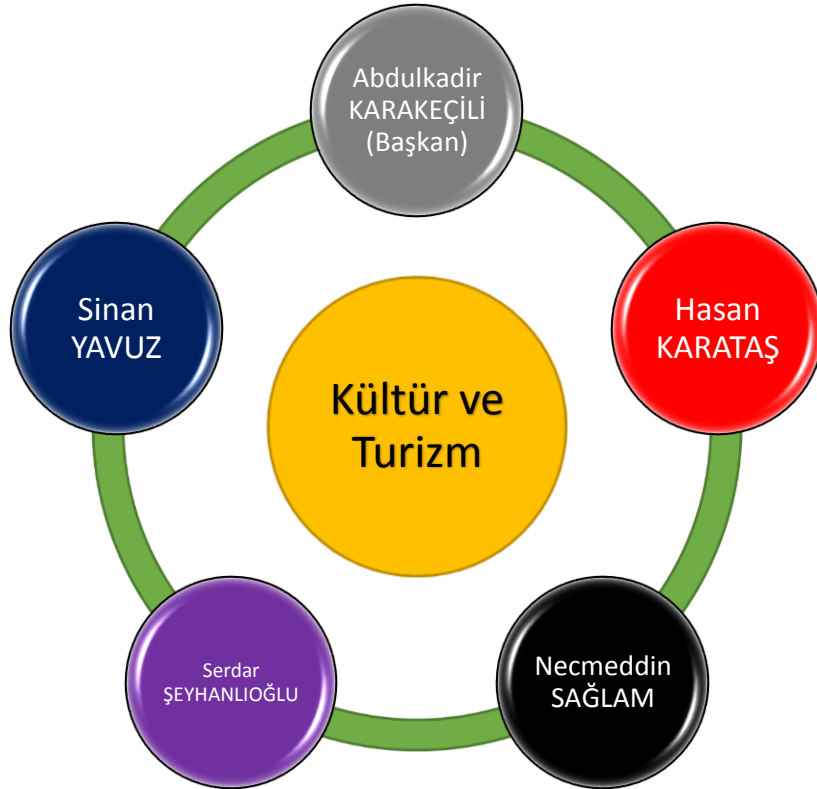 Abdulkadir
KARAKEÇİLİ
(Başkan)
Sinan
YAVUZ
Hasan
KARATAŞ
Kültür ve
Turizm
Serdar
ŞEYHANLIOĞLU
Necmeddin
SAĞLAM